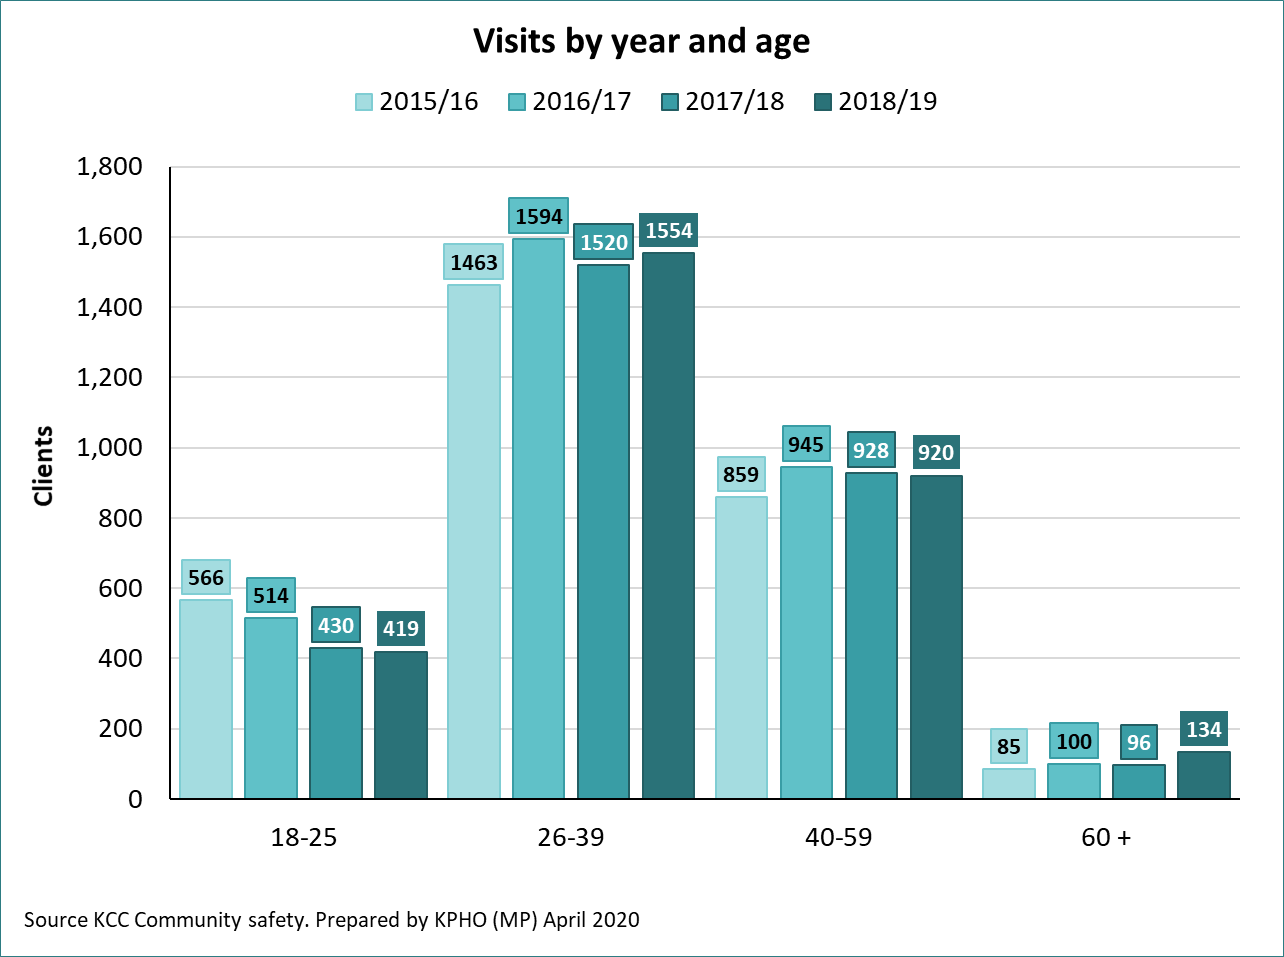 Visits by year and age
2015/16 2016/17 2017/18 2018/19
1,800
1,600
1,400
1,200
1,000
800
600
400
200
0
Clients
566 514 430 419
1463 1594 1520 1554
859 945 928 920
85 100 96 134
18-25 26-39 40-59 60 +
Source KCC Community safety. Prepared by KPHO (MP) April 2020